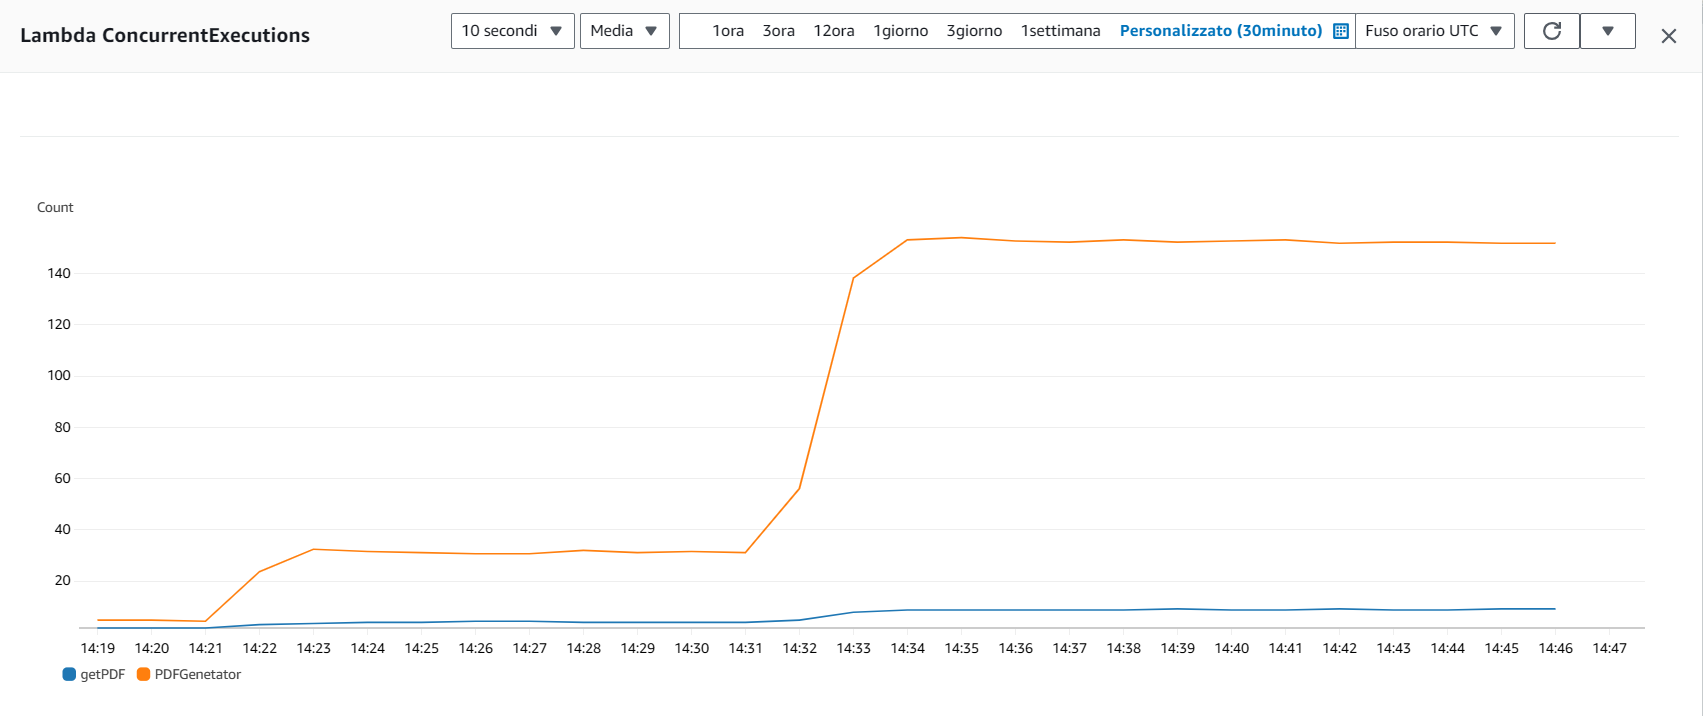 Lambda ConcurrentExecutions
10 secondi
Media
1ora 3ora 12ora 1giorno 3giorno 1settimana Personalizzato (30minuto)
Fuso orario UTC
Count
140
120
100
80
60
40
20
14:19 14:20 14:21 14:22 14:23 14:24 14:25 14:26 14:27 14:28 14:29 14:30 14:31 14:32 14:33 14:34 14:35 14:36 14:37 14:38 14:39 14:40 14:41 14:42 14:43 14:44 14:45 14:46 14:47
getPDF PDFGenetator